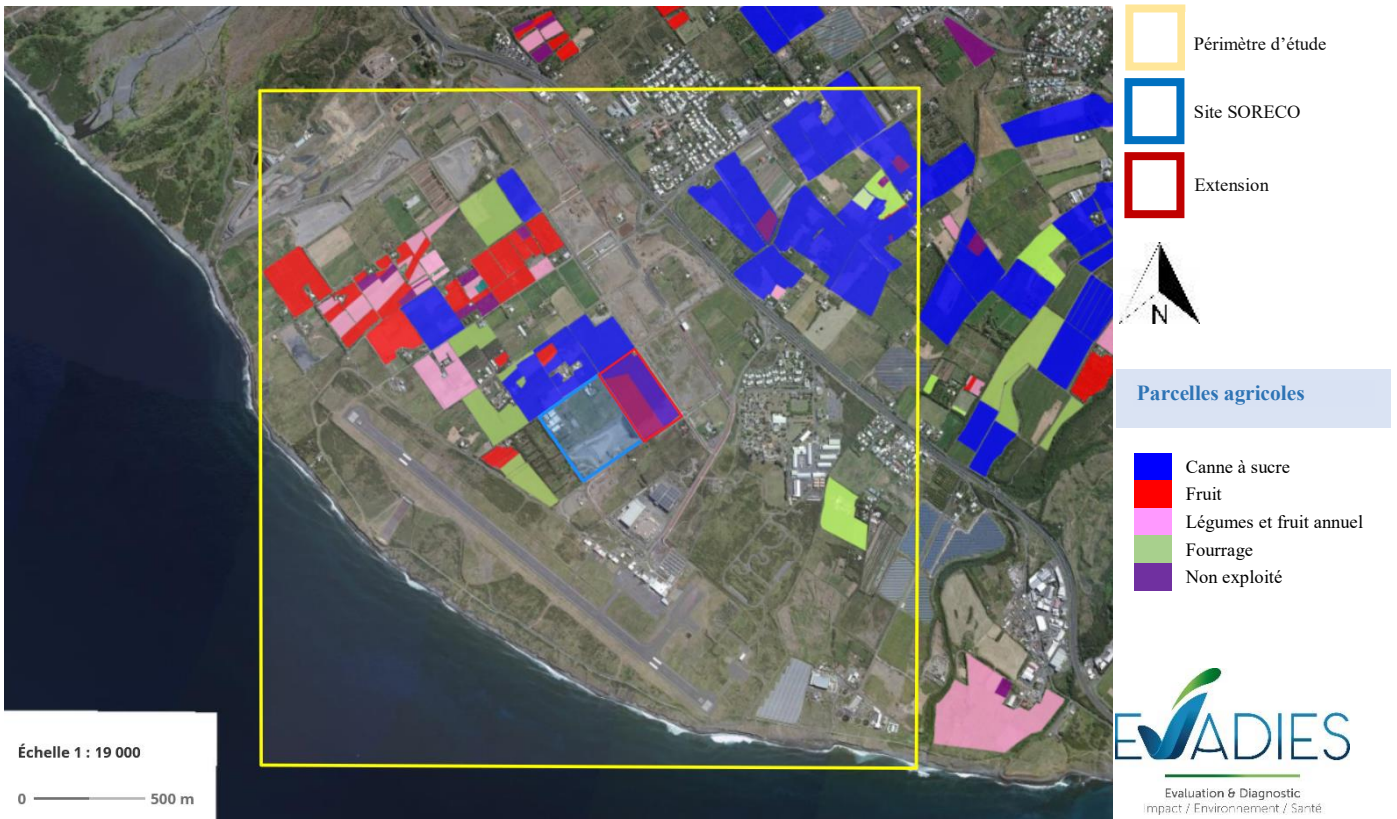 Périmètre d'étude
Site SORECO
Extension
N
Parcelles agricoles
Canne à sucre
Fruit
Légumes et fruit annuel
Fourrage
Non exploité
Échelle 1 : 19 000
0 500 m
EVADIES
Evaluation & Diagnostic
Impact / Environnement / Santé